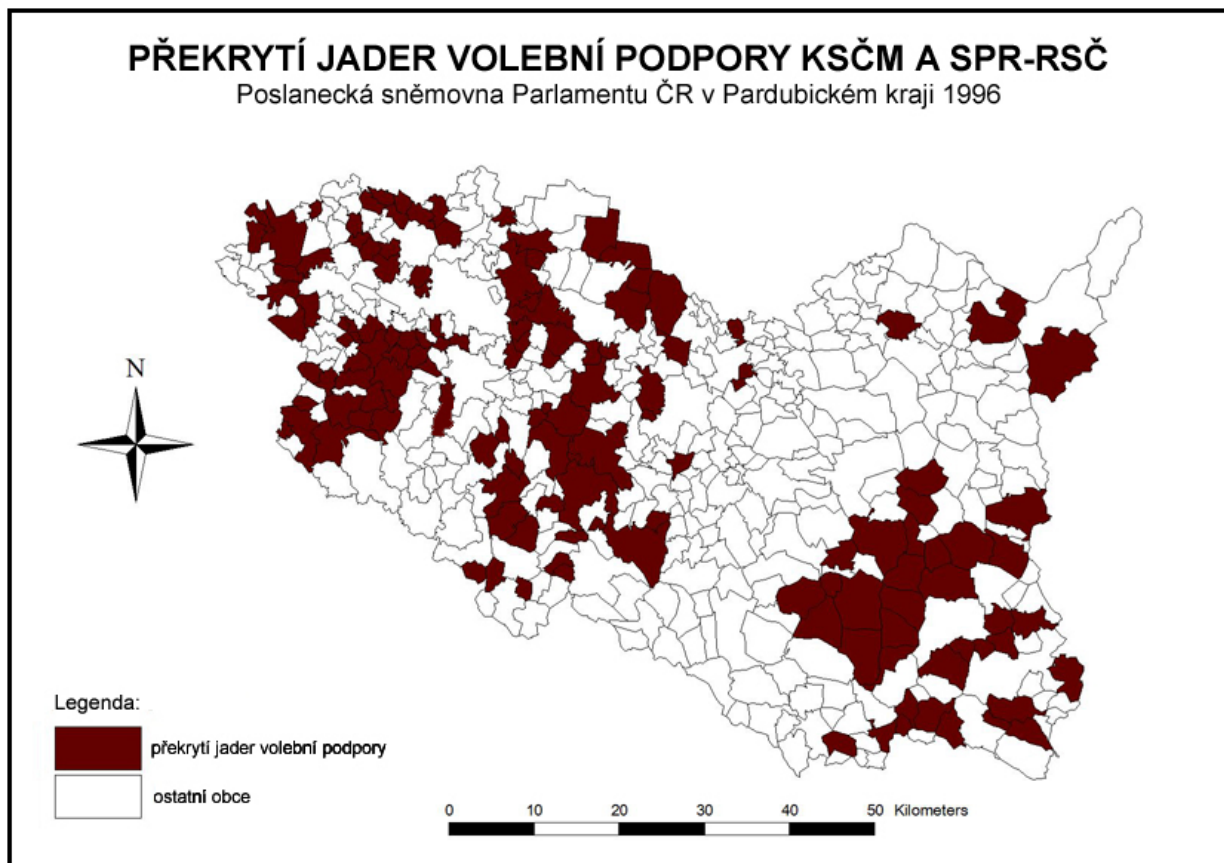 PŘEKRYTÍ JADER VOLEBNÍ PODPORY KSČM A SPR-RSČ
Poslanecká sněmovna Parlamentu ČR v Pardubickém kraji 1996
N
Legenda:
překrytí jader volební podpory
ostatní obce
0 10 20 30 40 50 Kilometers